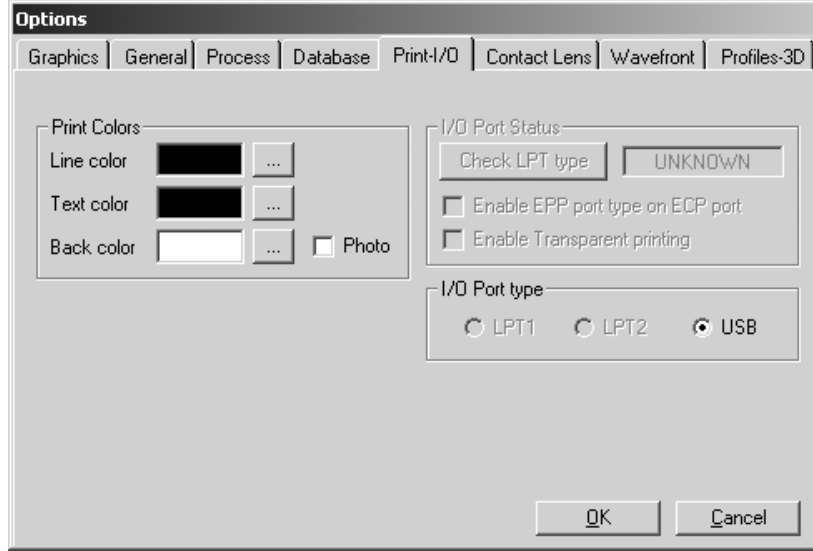 Options
Graphics General Process Database Print-I/O Contact Lens Wavefront Profiles-3D
Print Colors
Line color ...
Text color ...
Back color ... Photo
I/O Port Status
Check LPT type UNKNOWN
Enable EPP port type on ECP port
Enable Transparent printing
I/O Port type
LPT1 LPT2 USB
OK Cancel